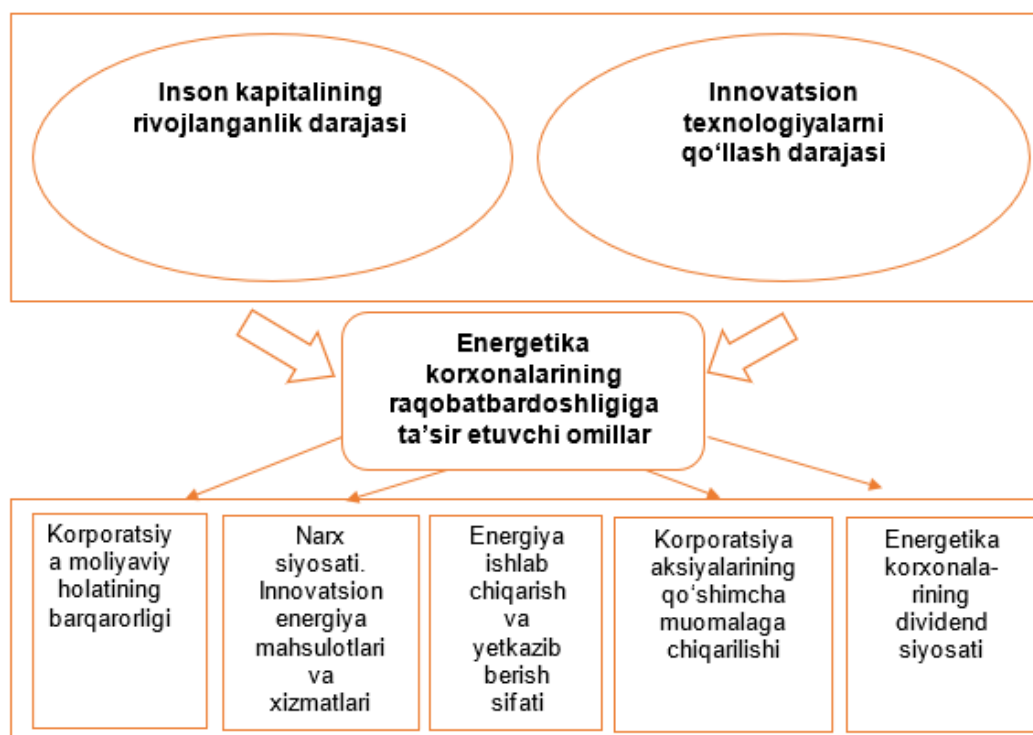 Inson kapitalining
rivojlanganlik darajasi
Innovatsion
texnologiyalarni
qo‘llash darajasi
Energetika
korxonalarining
raqobatbardoshligiga
ta’sir etuvchi omillar
Korporatsiy
a moliyaviy
holatining
barqarorligi
Narx
siyosati.
Innovatsion
energiya
mahsulotlari
va
xizmatlari
Energiya
ishlab
chiqarish
va
yetkazib
berish
sifati
Korporatsiya
aksiyalarining
qo‘shimcha
muomalaga
chiqarilishi
Energetika
korxonala-
rining
dividend
siyosati